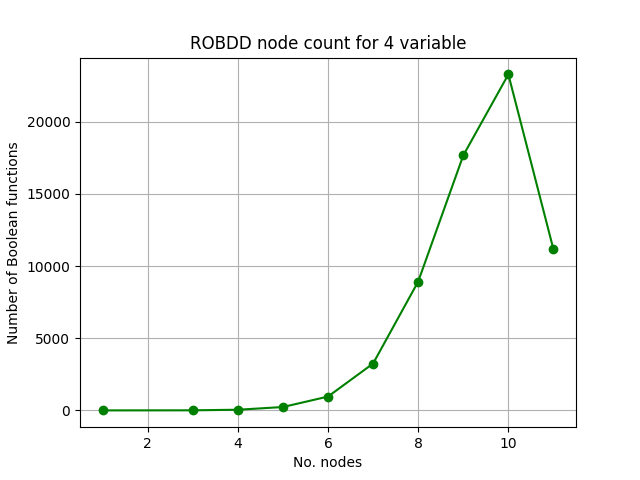 ROBDD node count for 4 variable
Number of Boolean functions
20000
15000
10000
5000
0
2 4 6 8 10
No. nodes